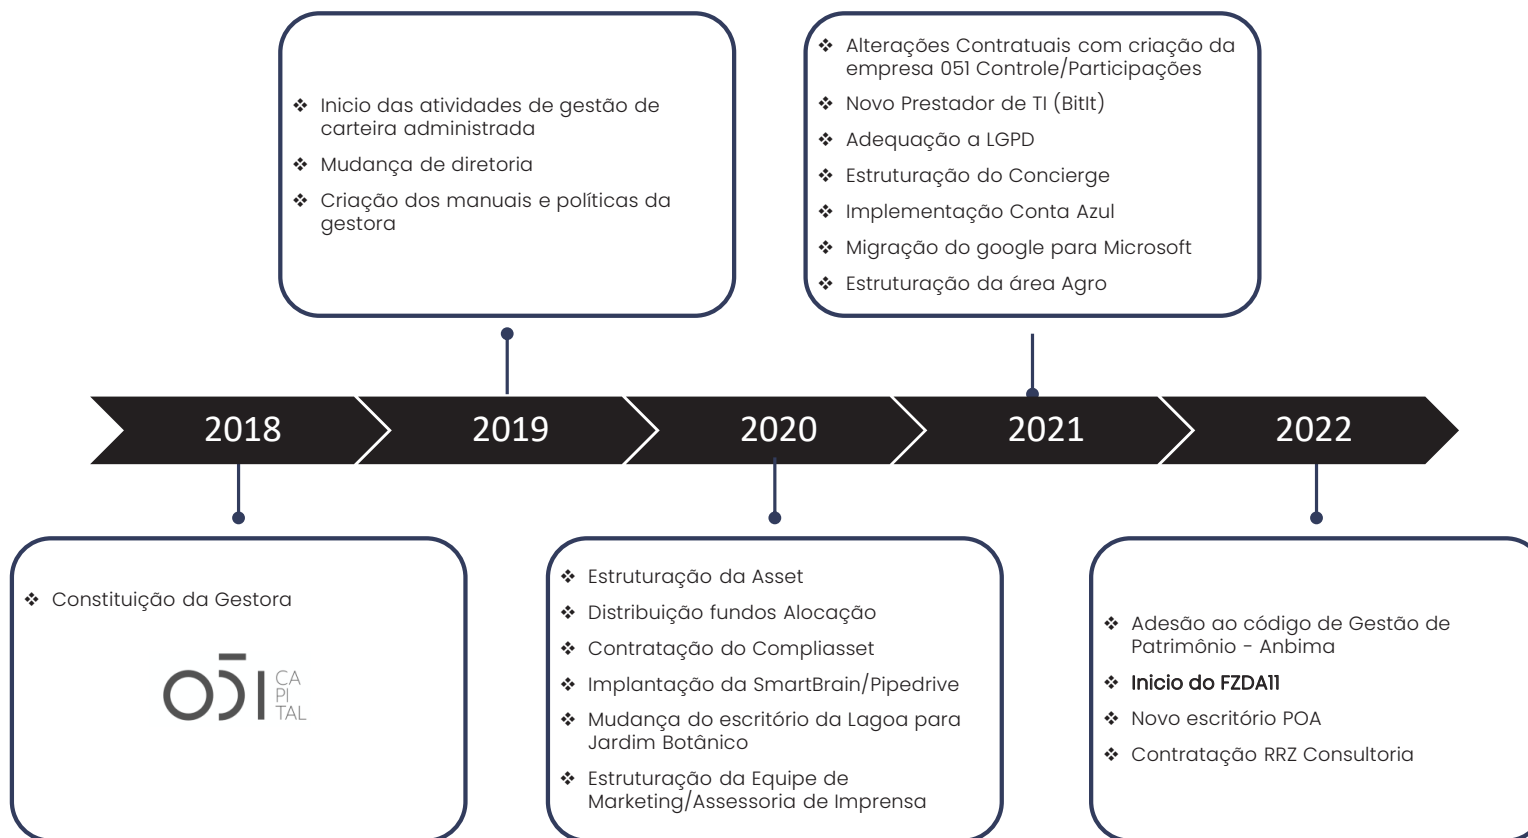 ❖ Inicio das atividades de gestão de
carteira administrada
❖ Mudança de diretoria
❖ Criação dos manuais e políticas da
gestora
❖ Alterações Contratuais com criação da
empresa 051 Controle/Participações
❖ Novo Prestador de TI (BitIt)
❖ Adequação a LGPD
❖ Estruturação do Concierge
❖ Implementação Conta Azul
❖ Migração do google para Microsoft
❖ Estruturação da área Agro
2018
2019
2020
2021
2022
❖ Constituição da Gestora
051
CA
PI
TAL
❖ Estruturação da Asset
❖ Distribuição fundos Alocação
❖ Contratação do Compliasset
❖ Implantação da SmartBrain/Pipedrive
❖ Mudança do escritório da Lagoa para
Jardim Botânico
❖ Estruturação da Equipe de
Marketing/Assessoria de Imprensa
❖ Adesão ao código de Gestão de
Patrimônio - Anbima
❖ Inicio do FZDA11
❖ Novo escritório POA
❖ Contratação RRZ Consultoria